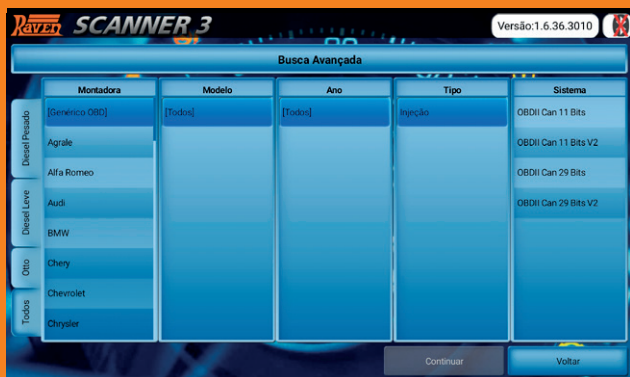 Raven SCANNER 3
Versão:1.6.36.3010
Busca Avançada
Montadora
Modelo
Ano
Tipo
Sistema
Diesel Pesado
Diesel Leve
Otto
Todos
[Genérico OBD]
Agrale
Alfa Romeo
Audi
BMW
Chery
Chevrolet
Chrysler
[Todos]
[Todos]
Injeção
OBDII Can 11 Bits
OBDII Can 11 Bits V2
OBDII Can 29 Bits
OBDII Can 29 Bits V2
Continuar
Voltar